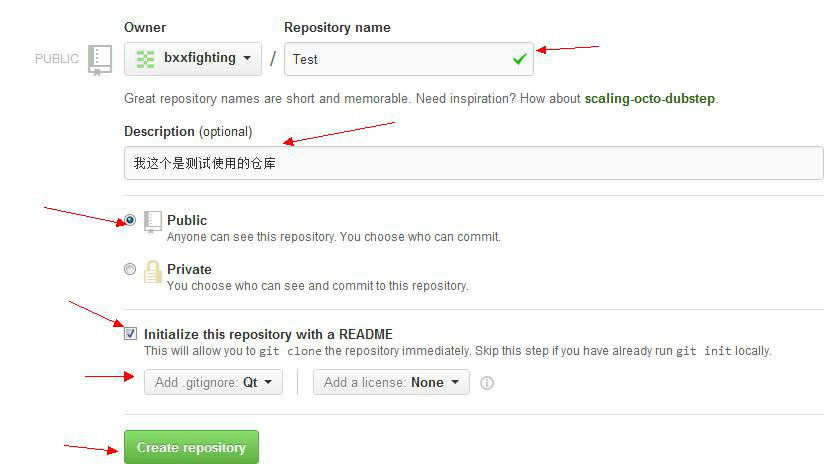 Owner Repository name
PUBLIC bxxfighting / Test
Great repository names are short and memorable. Need inspiration? How about scaling-octo-dubstep.
Description (optional)
我这个是测试使用的仓库
Public
Anyone can see this repository. You choose who can commit.
Private
You choose who can see and commit to this repository.
Initialize this repository with a README
This will allow you to git clone the repository immediately. Skip this step if you have already run git init locally.
Add .gitignore: Qt Add a license: None
Create repository